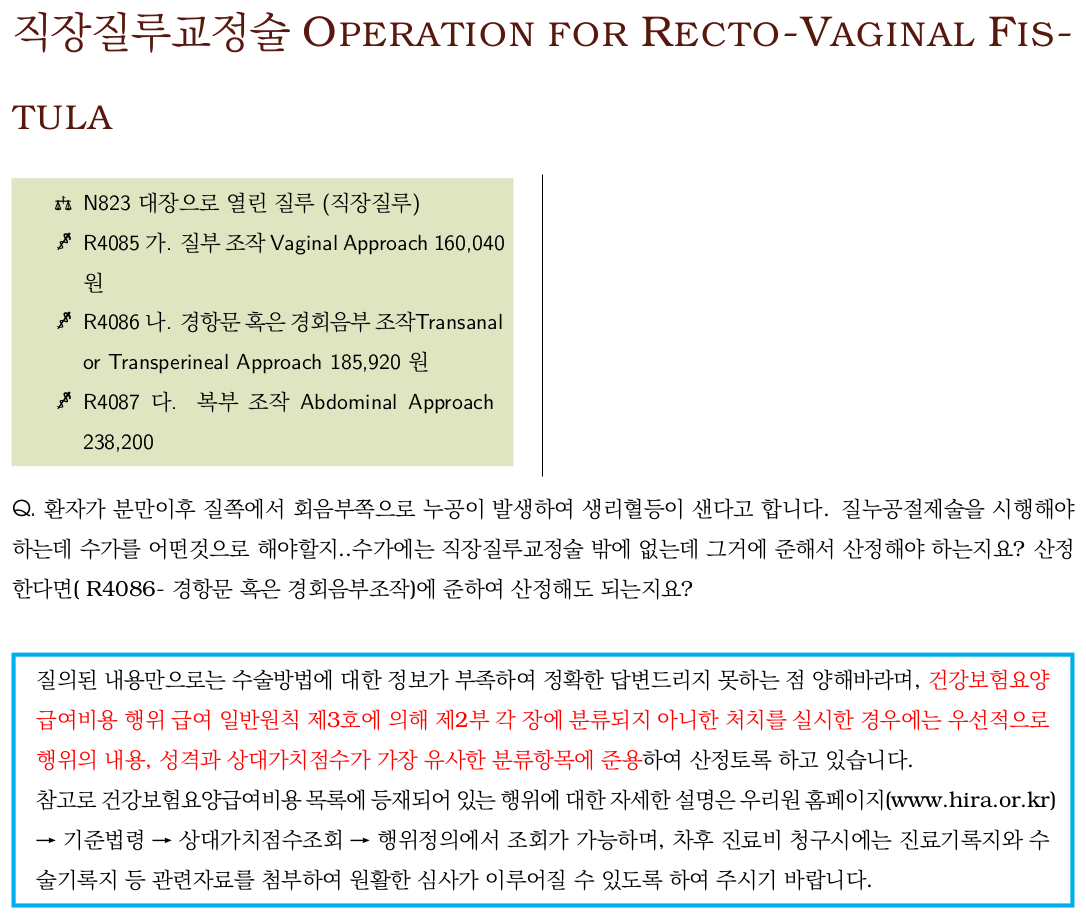 직장질루교정술 OPERATION FOR RECTO-VAGINAL FIS-
TULA
N823 대장으로 열린 질루 (직장질루)
R4085 가. 질부 조작 Vaginal Approach 160,040
원
R4086 나. 경항문 혹은 경회음부 조작Transanal
or Transperineal Approach 185,920 원
R4087 다. 복부 조작 Abdominal Approach
238,200
Q. 환자가 분만이후 질쪽에서 회음부쪽으로 누공이 발생하여 생리혈등이 샌다고 합니다. 질누공절제술을 시행해야
하는데 수가를 어떤것으로 해야할지..수가에는 직장질루교정술 밖에 없는데 그거에 준해서 산정해야 하는지요? 산정
한다면( R4086- 경항문 혹은 경회음부조작)에 준하여 산정해도 되는지요?
질의된 내용만으로는 수술방법에 대한 정보가 부족하여 정확한 답변드리지 못하는 점 양해바라며, 건강보험요양
급여비용 행위 급여 일반원칙 제3호에 의해 제2부 각 장에 분류되지 아니한 처치를 실시한 경우에는 우선적으로
행위의 내용, 성격과 상대가치점수가 가장 유사한 분류항목에 준용하여 산정토록 하고 있습니다.
참고로 건강보험요양급여비용 목록에 등재되어 있는 행위에 대한 자세한 설명은 우리원 홈페이지(www.hira.or.kr)
→ 기준법령 → 상대가치점수조회 → 행위정의에서 조회가 가능하며, 차후 진료비 청구시에는 진료기록지와 수
술기록지 등 관련자료를 첨부하여 원활한 심사가 이루어질 수 있도록 하여 주시기 바랍니다.